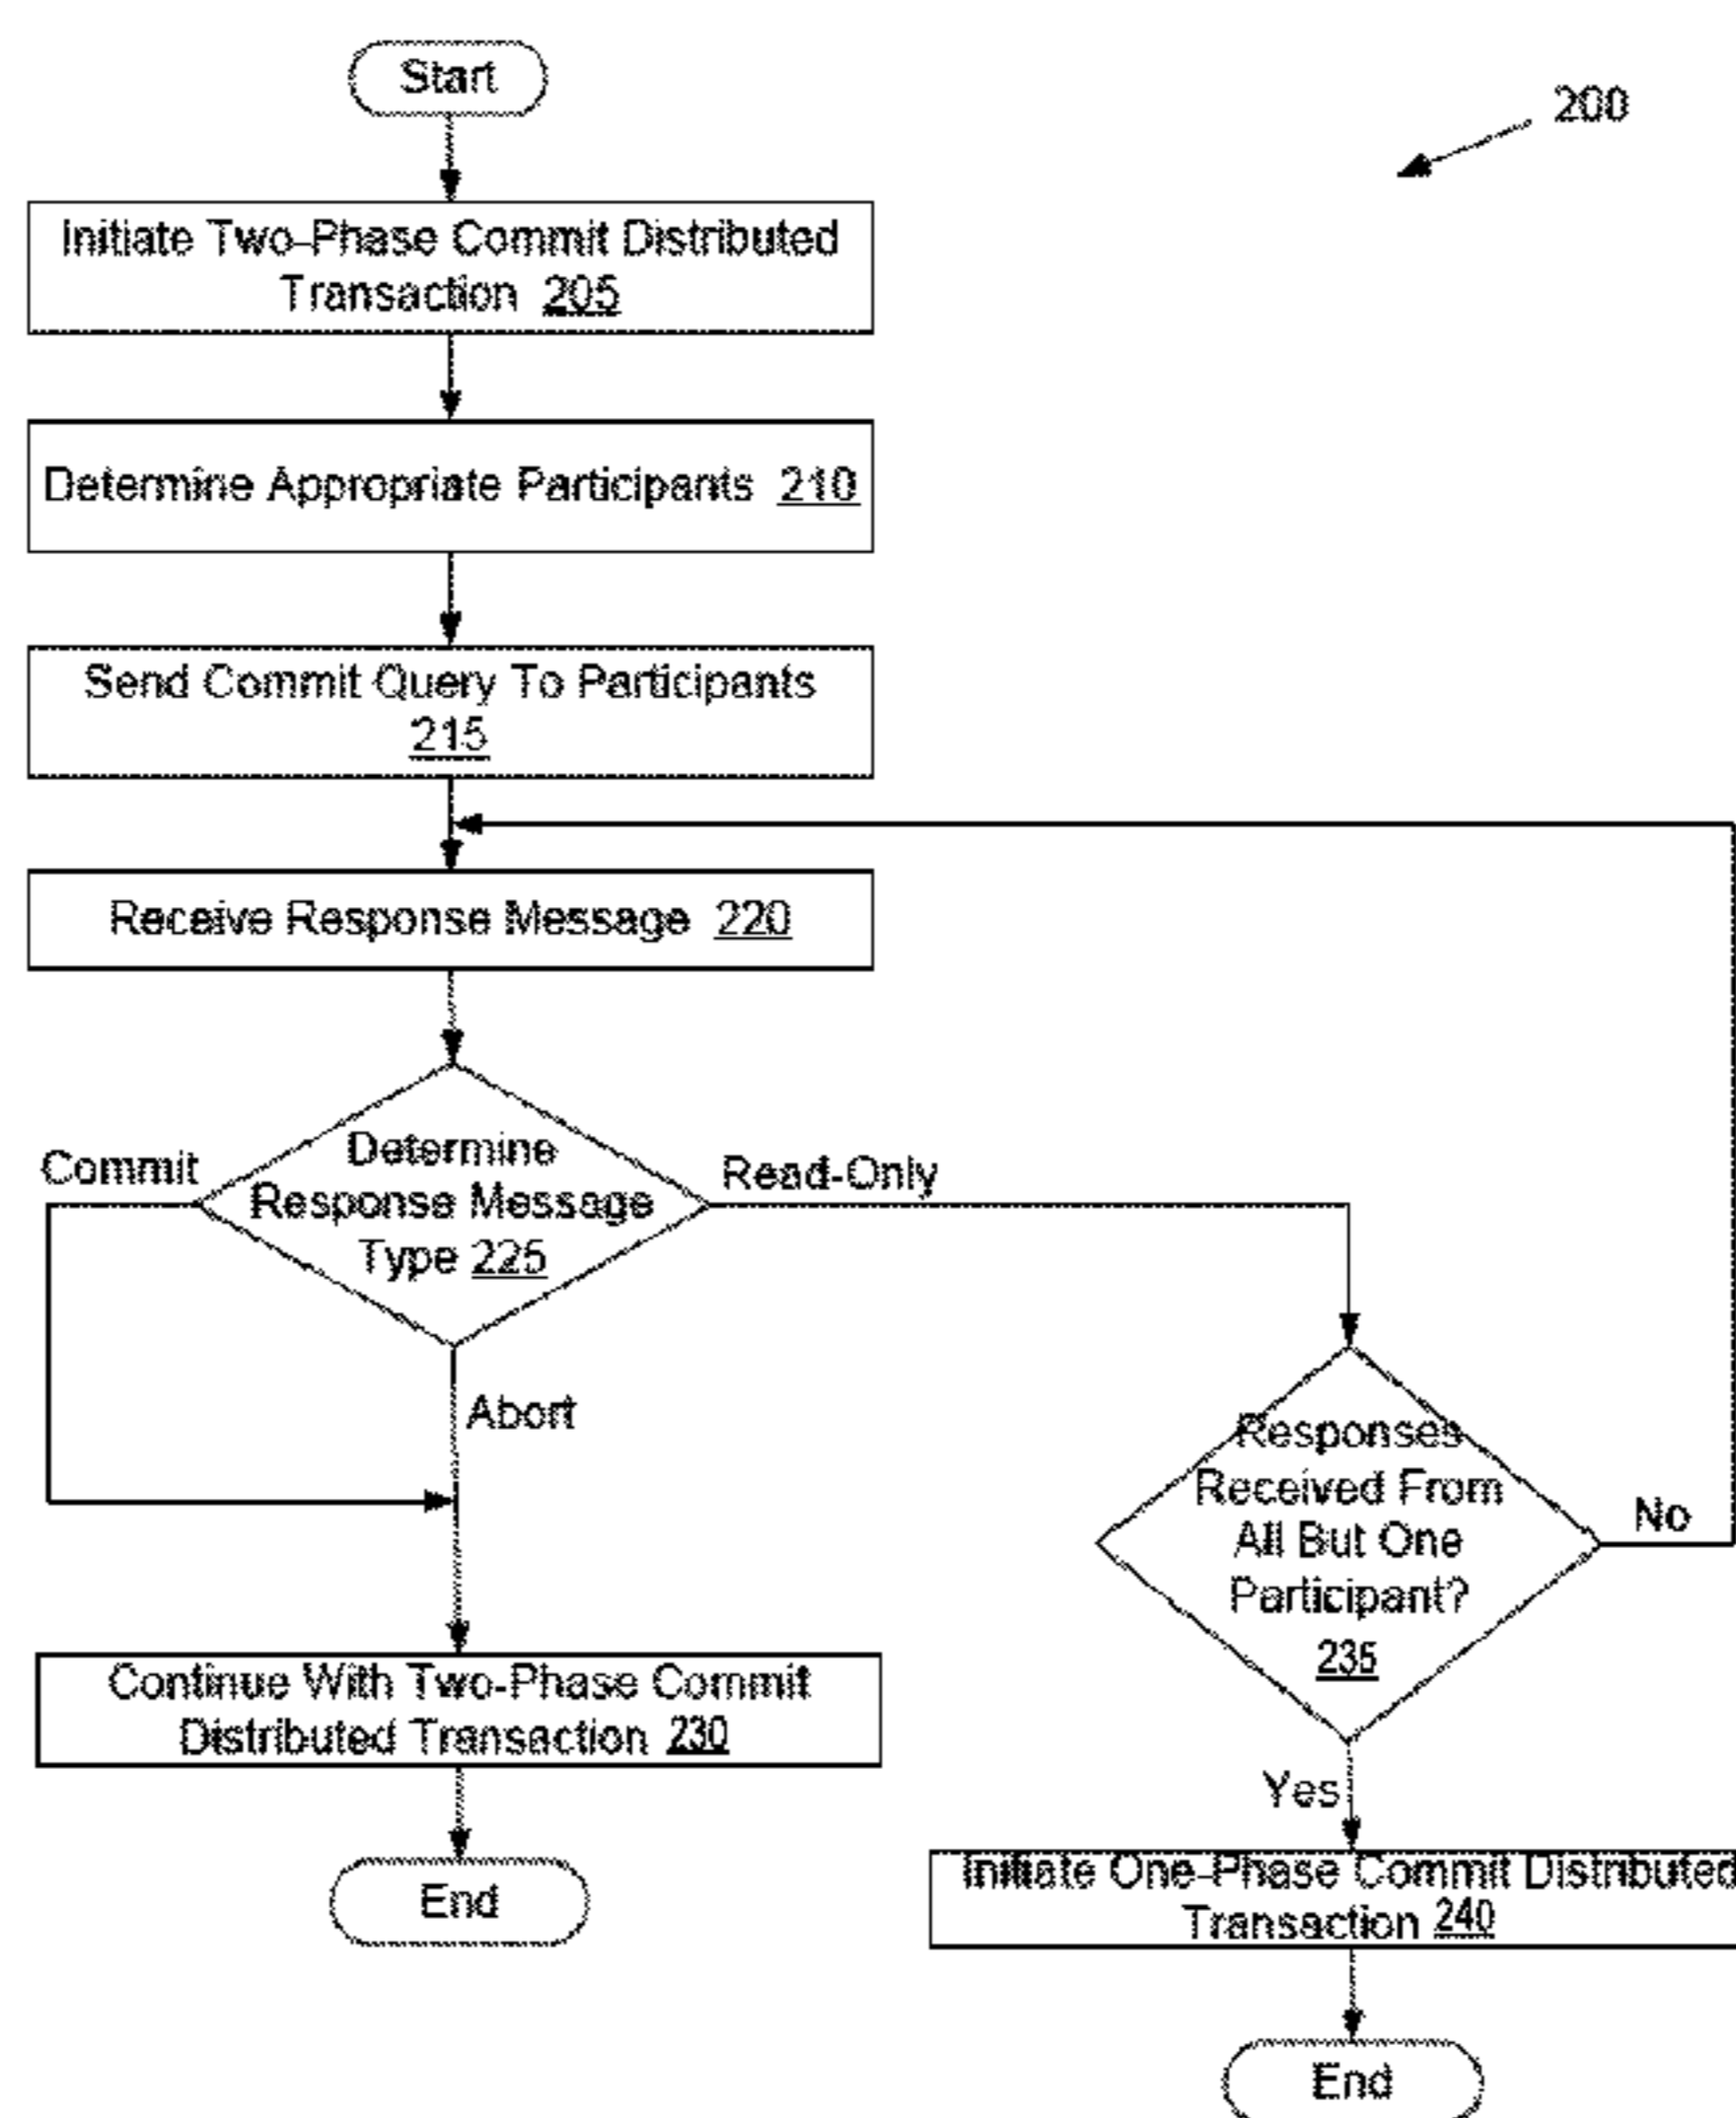 Start
200
Initiate Two-Phase Commit Distributed
Transaction 205
Determine Appropriate Participants 210
Send Commit Query To Participants
215
Receive Response Message 220
Commit
Determine
Response Message
Type 225
Read-Only
Abort
Responses
Received From
All But One
Participant?
235
No
Continue With Two-Phase Commit
Distributed Transaction 230
Yes
End
Initiate One-Phase Commit Distributed
Transaction 240
End